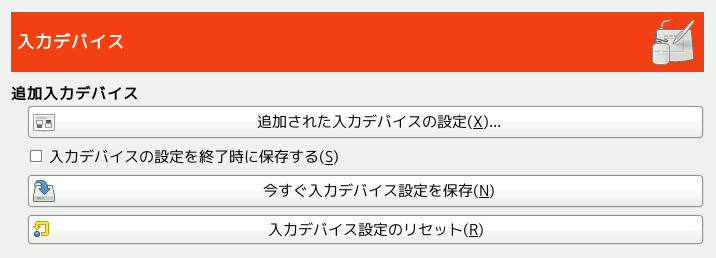 入力デバイス
追加入力デバイス
追加された入力デバイスの設定(X)...
入力デバイスの設定を終了時に保存する(S)
今すぐ入力デバイス設定を保存(N)
入力デバイス設定のリセット(R)